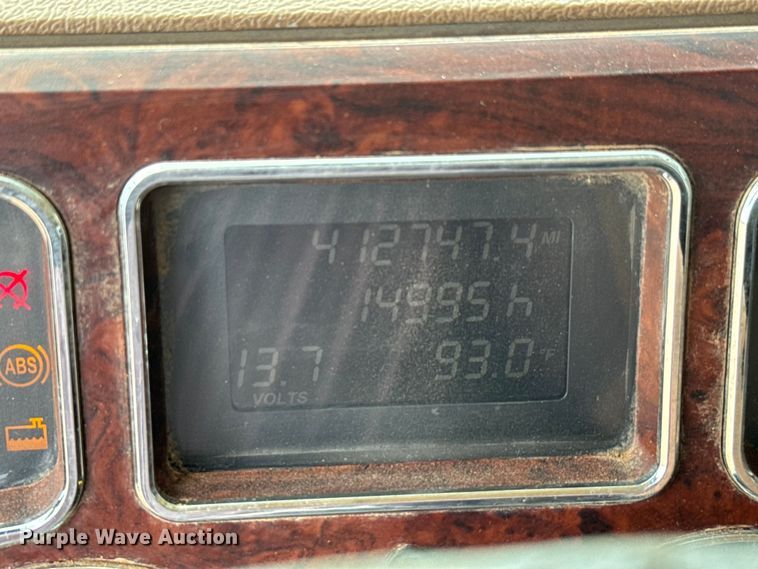 412747.4 MI
14995 h
13.7 93.0 °F
VOLTS
ABS
Purple Wave Auction